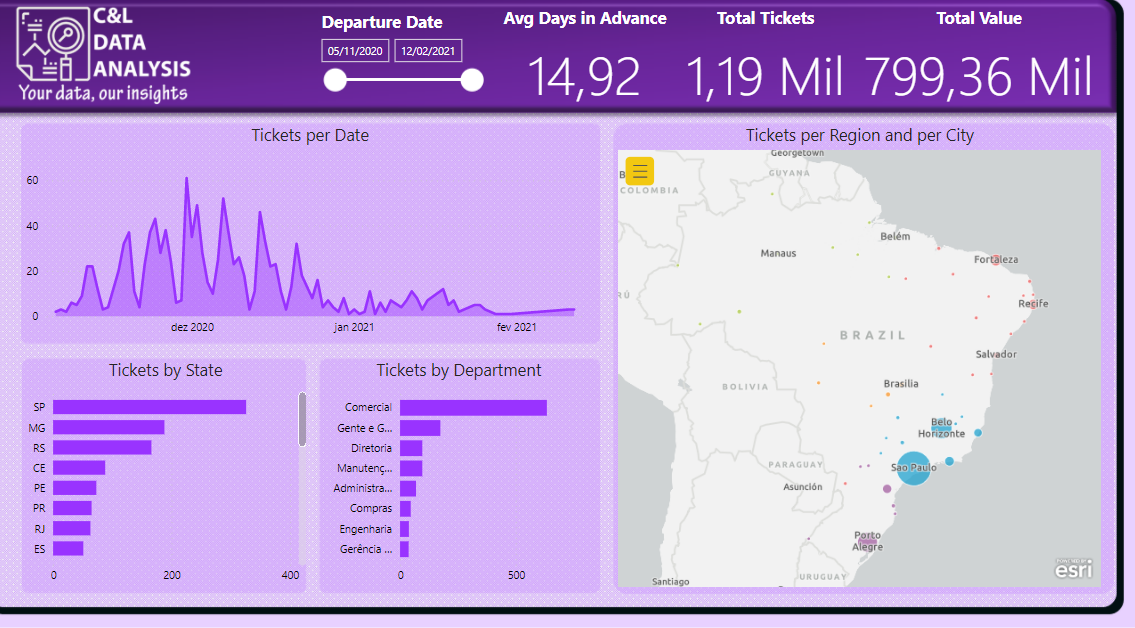 C&L
DATA
ANALYSIS
Your data, our insights
Departure Date
05/11/2020
12/02/2021
Avg Days in Advance
14,92
Total Tickets
1,19 Mil
Total Value
799,36 Mil
Tickets per Date
60
40
20
0
dez 2020
jan 2021
fev 2021
Tickets by State
SP
MG
RS
CE
PE
PR
RJ
ES
0
200
400
Tickets by Department
Comercial
Gente e G...
Diretoria
Manutenç...
Administra...
Compras
Engenharia
Gerência ...
0
500
Tickets per Region and per City
Georgetown
GUYANA
B
COLOMBIA
Belém
Manaus
Fortaleza
RÚ
Recife
BRAZIL
Salvador
Brasilia
BOLIVIA
Belo
Horizonte
PARAGUAY
Sao Paulo
Asunción
Porto
Alegre
URUGUAY
Santiago
POWERED BY
esri